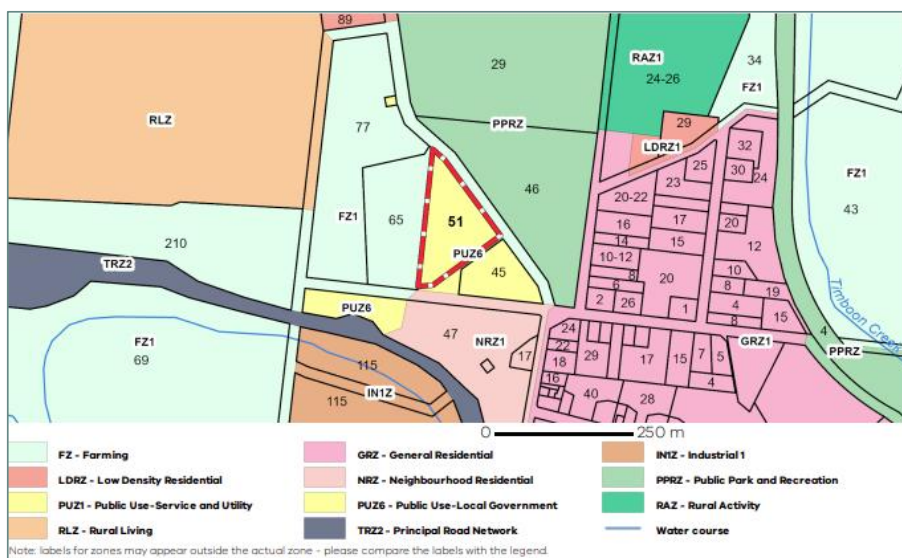 89
29
RAZ1
24-26
34
FZ1
RLZ
77
PPRZ
29
LDRZ1
32
25
30
24
23
46
FZ1
43
FZ1
65
51
20-22
17
20
16
14
15
12
210
TRZ2
PUZ6
45
10-12
8
6
20
10
8
19
2
26
1
4
8
15
PUZ6
FZ1
69
47
NRZ1
17
24
22
18
29
17
15
7
5
GRZ1
4
PPRZ
Timboon Creek
115
IN1Z
115
16
40
28
4
0
250 m
FZ - Farming
GRZ - General Residential
IN1Z - Industrial 1
LDRZ - Low Density Residential
NRZ - Neighbourhood Residential
PPRZ - Public Park and Recreation
PUZ1 - Public Use-Service and Utility
PUZ6 - Public Use-Local Government
RAZ - Rural Activity
RLZ - Rural Living
TRZ2 - Principal Road Network
Water course
Note: labels for zones may appear outside the actual zone - please compare the labels with the legend.